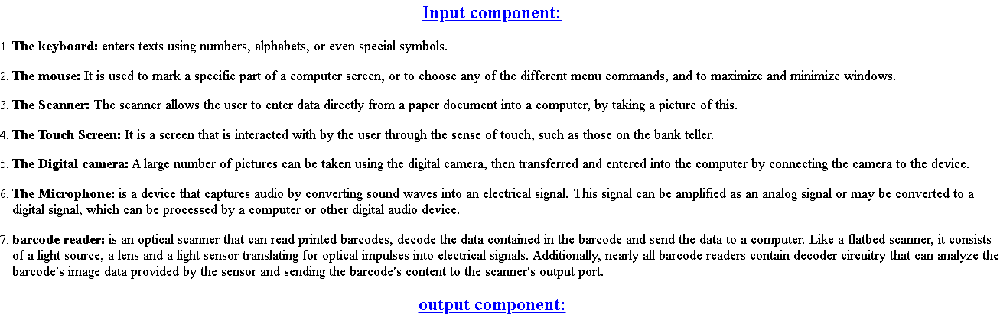 Input component:
1. The keyboard: enters texts using numbers, alphabets, or even special symbols.
2. The mouse: It is used to mark a specific part of a computer screen, or to choose any of the different menu commands, and to maximize and minimize windows.
3. The Scanner: The scanner allows the user to enter data directly from a paper document into a computer, by taking a picture of this.
4. The Touch Screen: It is a screen that is interacted with by the user through the sense of touch, such as those on the bank teller.
5. The Digital camera: A large number of pictures can be taken using the digital camera, then transferred and entered into the computer by connecting the camera to the device.
6. The Microphone: is a device that captures audio by converting sound waves into an electrical signal. This signal can be amplified as an analog signal or may be converted to a
digital signal, which can be processed by a computer or other digital audio device.
7. barcode reader: is an optical scanner that can read printed barcodes, decode the data contained in the barcode and send the data to a computer. Like a flatbed scanner, it consists
of a light source, a lens and a light sensor translating for optical impulses into electrical signals. Additionally, nearly all barcode readers contain decoder circuitry that can analyze the
barcode's image data provided by the sensor and sending the barcode's content to the scanner's output port.
output component: